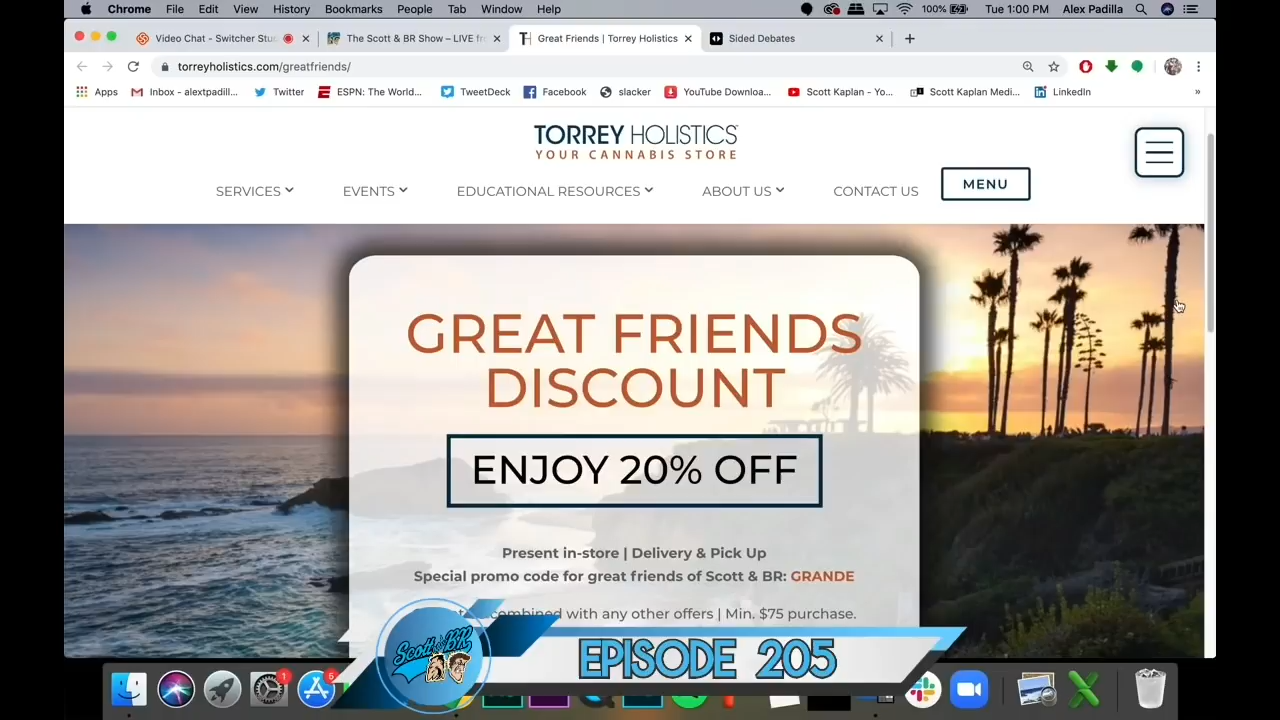 Chrome File Edit View History Bookmarks People Tab Window Help 100% Tue 1:00 PM Alex Padilla
Video Chat - Switcher Stu The Scott & BR Show – LIVE fr Great Friends | Torrey Holistics Sided Debates
torreyholistics.com/greatfriends/
Apps Inbox - alextpadill... Twitter ESPN: The World... TweetDeck Facebook slacker YouTube Downloa... Scott Kaplan - Yo... Scott Kaplan Medi... LinkedIn »
TORREY HOLISTICS
YOUR CANNABIS STORE
SERVICES EVENTS EDUCATIONAL RESOURCES ABOUT US CONTACT US MENU
GREAT FRIENDS
DISCOUNT
ENJOY 20% OFF
Present in-store | Delivery & Pick Up
Special promo code for great friends of Scott & BR: GRANDE
combined with any other offers | Min. $75 purchase.
Scott & BR
EPISODE 205
1
5